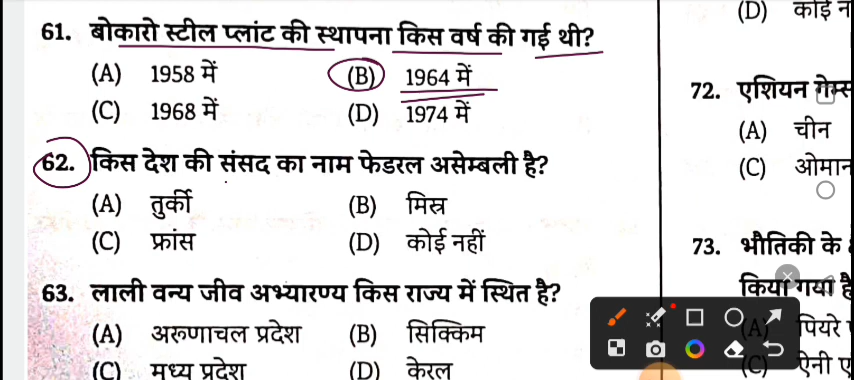 61. बोकारो स्टील प्लांट की स्थापना किस वर्ष की गई थी?
(A) 1958 में (B) 1964 में
(C) 1968 में (D) 1974 में
62. किस देश की संसद का नाम फेडरल असेम्बली है?
(A) तुर्की (B) मिस्र
(C) फ्रांस (D) कोई नहीं
63. लाली वन्य जीव अभ्यारण्य किस राज्य में स्थित है?
(A) अरूणाचल प्रदेश (B) सिक्किम
(C) मध्य प्रदेश (D) केरल
(D) कोई
72. एशियन गेम्स
(A) चीन
(C) ओमान
73. भौतिकी के
किया गया है
(A) पियरे
(C) ऐनी